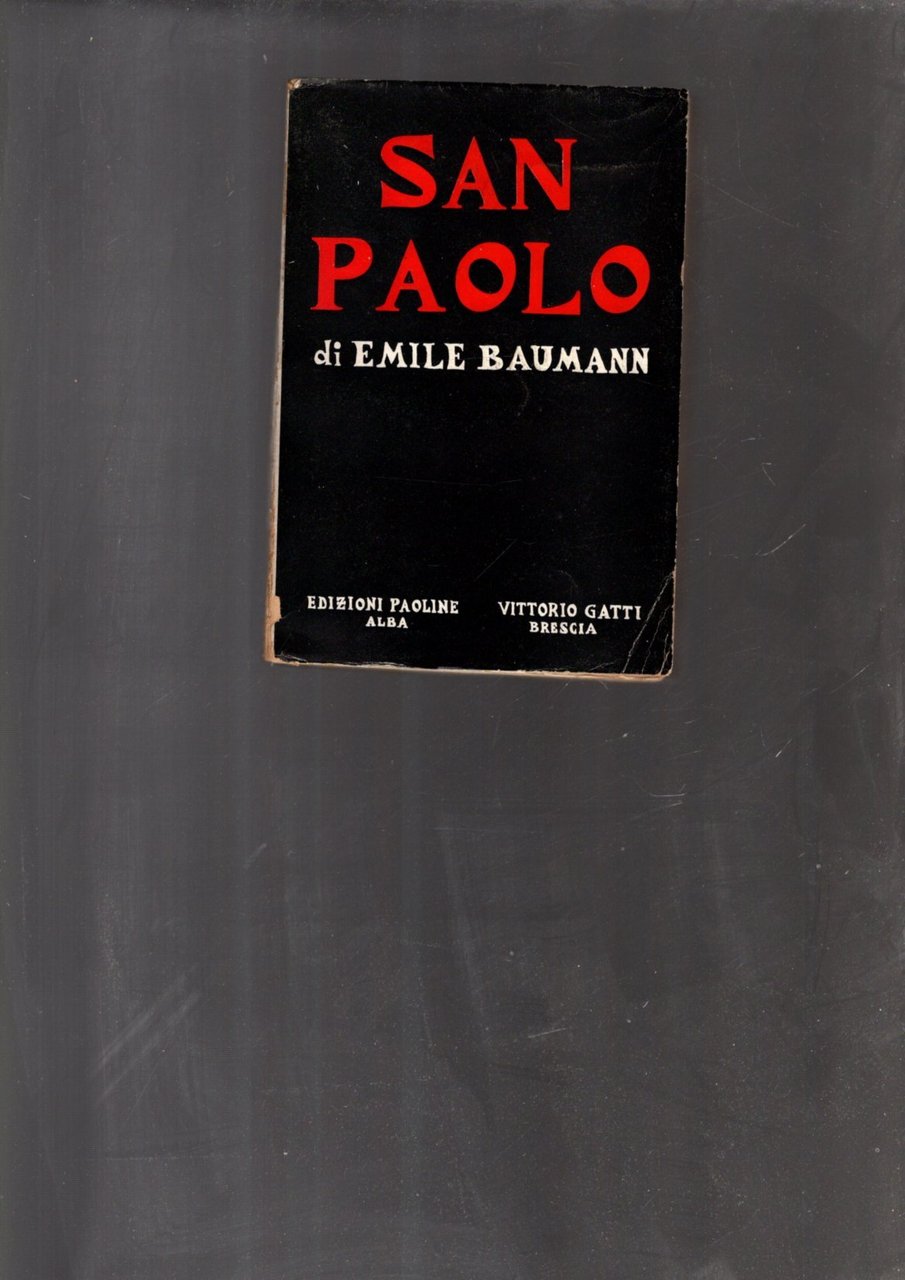 SAN
PAOLO
di EMILE BAUMANN
EDIZIONI PAOLINE
ALBA
VITTORIO GATTI
BRESCIA